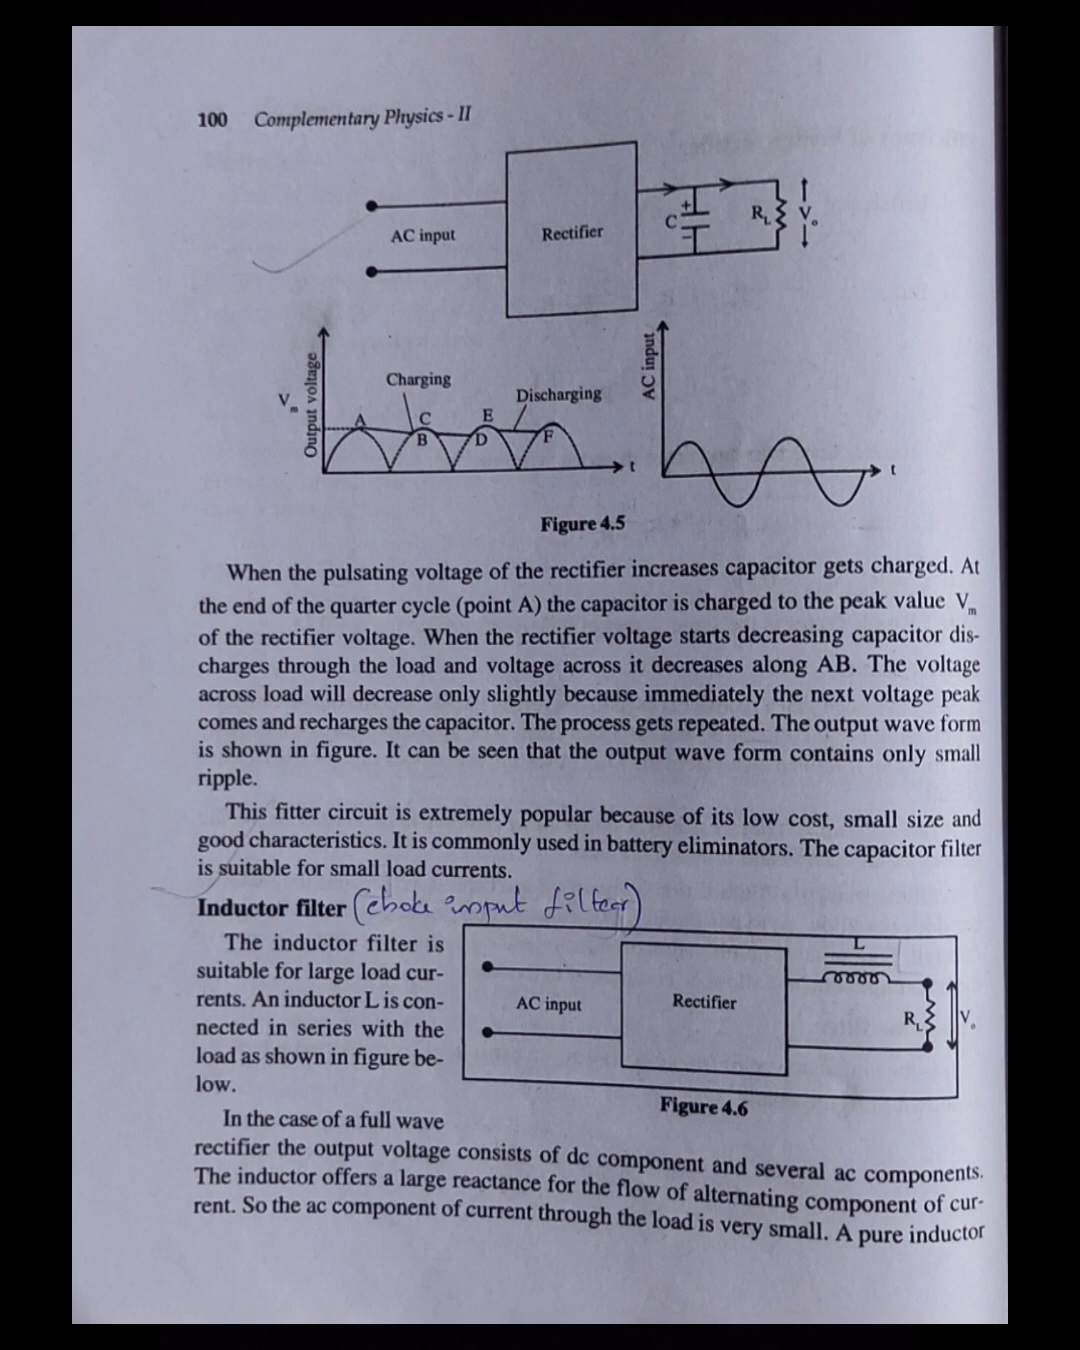 100 Complementary Physics - II
AC input
Rectifier
C
+
−
R_L
V_o
V_m
Output voltage
Charging
Discharging
A
C
B
E
D
F
t
AC input
t
Figure 4.5
When the pulsating voltage of the rectifier increases capacitor gets charged. At
the end of the quarter cycle (point A) the capacitor is charged to the peak value V_m
of the rectifier voltage. When the rectifier voltage starts decreasing capacitor dis-
charges through the load and voltage across it decreases along AB. The voltage
across load will decrease only slightly because immediately the next voltage peak
comes and recharges the capacitor. The process gets repeated. The output wave form
is shown in figure. It can be seen that the output wave form contains only small
ripple.
This fitter circuit is extremely popular because of its low cost, small size and
good characteristics. It is commonly used in battery eliminators. The capacitor filter
is suitable for small load currents.
Inductor filter (choke input filter)
The inductor filter is
suitable for large load cur-
rents. An inductor L is con-
nected in series with the
load as shown in figure be-
low.
AC input
Rectifier
L
R_L
V_o
Figure 4.6
In the case of a full wave
rectifier the output voltage consists of dc component and several ac components.
The inductor offers a large reactance for the flow of alternating component of cur-
rent. So the ac component of current through the load is very small. A pure inductor